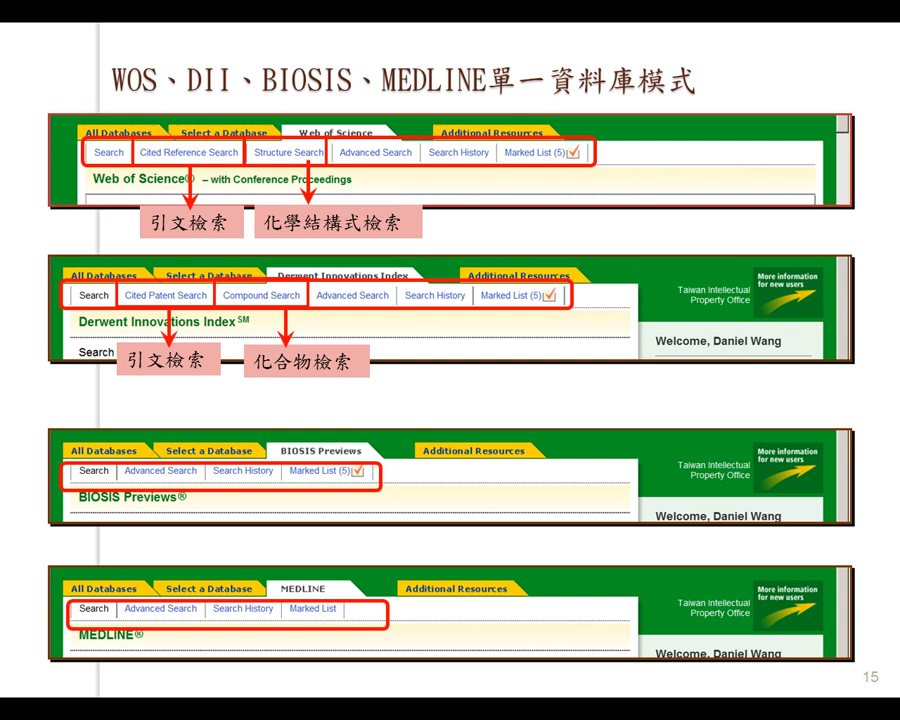 WOS、DII、BIOSIS、MEDLINE單一資料庫模式
All Databases Select a Database Web of Science Additional Resources
Search Cited Reference Search Structure Search Advanced Search Search History Marked List (5)
Web of Science® – with Conference Proceedings
引文檢索 化學結構式檢索
All Databases Select a Database Derwent Innovations Index Additional Resources
More information for new users
Search Cited Patent Search Compound Search Advanced Search Search History Marked List (5)
Taiwan Intellectual
Property Office
Derwent Innovations Index SM
Welcome, Daniel Wang
Search
引文檢索 化合物檢索
All Databases Select a Database BIOSIS Previews Additional Resources
More information
for new users
Search Advanced Search Search History Marked List (5)
Taiwan Intellectual
Property Office
BIOSIS Previews®
Welcome, Daniel Wang
All Databases Select a Database MEDLINE Additional Resources
More information
for new users
Search Advanced Search Search History Marked List
Taiwan Intellectual
Property Office
MEDLINE®
Welcome, Daniel Wang
15